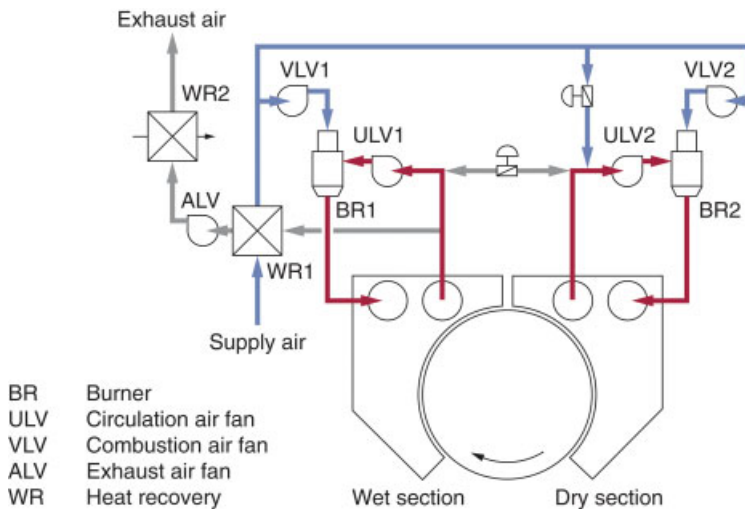 Exhaust air
VLV1
VLV2
WR2
ULV1
ULV2
ALV
BR1
BR2
WR1
Supply air
BR Burner
ULV Circulation air fan
VLV Combustion air fan
ALV Exhaust air fan
WR Heat recovery
Wet section
Dry section